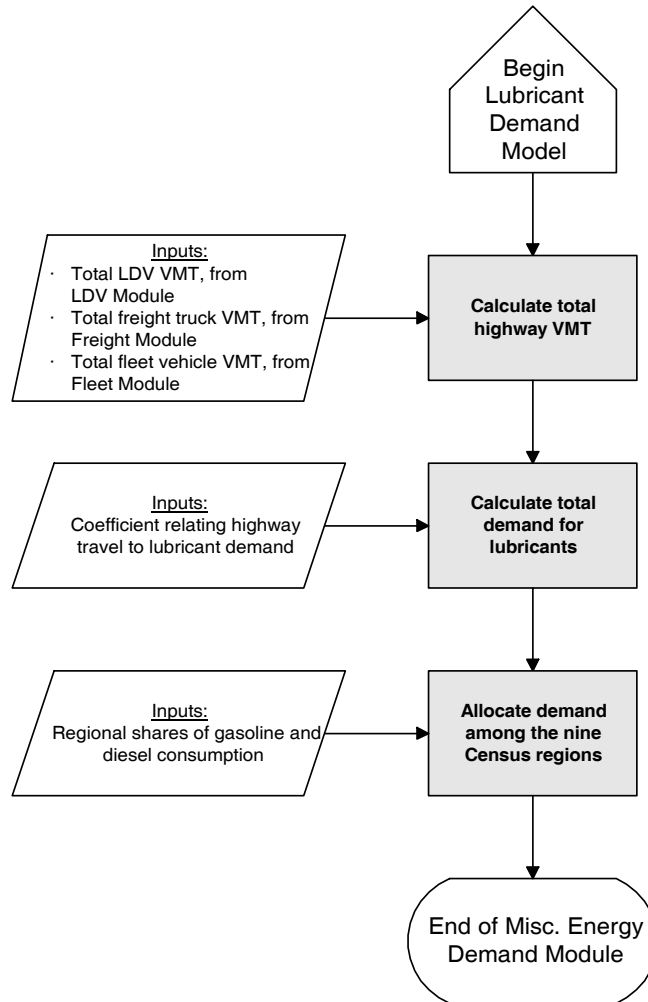 Begin
Lubricant
Demand
Model
Inputs:
· Total LDV VMT, from
LDV Module
· Total freight truck VMT, from
Freight Module
· Total fleet vehicle VMT, from
Fleet Module
Calculate total
highway VMT
Inputs:
Coefficient relating highway
travel to lubricant demand
Calculate total
demand for
lubricants
Inputs:
Regional shares of gasoline and
diesel consumption
Allocate demand
among the nine
Census regions
End of Misc. Energy
Demand Module